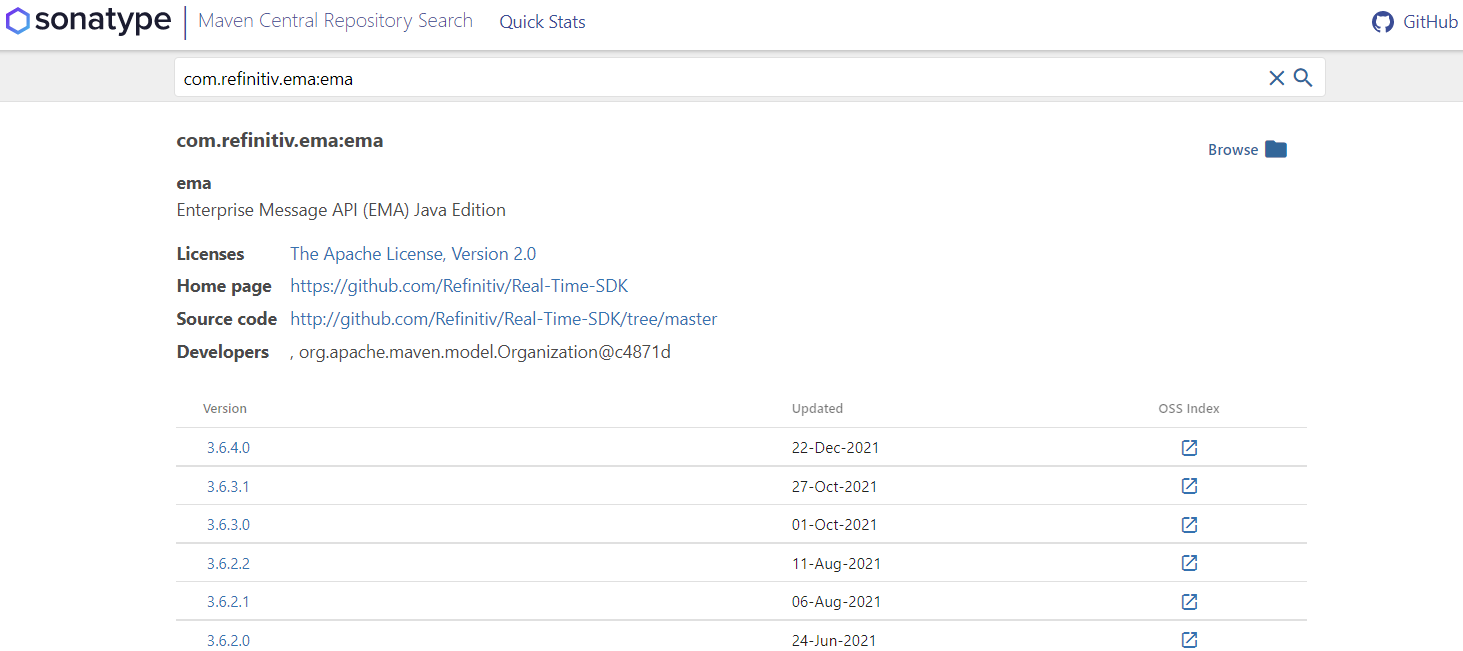 sonatype Maven Central Repository Search Quick Stats GitHub
com.refinitiv.ema:ema
com.refinitiv.ema:ema
Browse
ema
Enterprise Message API (EMA) Java Edition
Licenses The Apache License, Version 2.0
Home page https://github.com/Refinitiv/Real-Time-SDK
Source code http://github.com/Refinitiv/Real-Time-SDK/tree/master
Developers , org.apache.maven.model.Organization@c4871d
Version Updated OSS Index
3.6.4.0 22-Dec-2021
3.6.3.1 27-Oct-2021
3.6.3.0 01-Oct-2021
3.6.2.2 11-Aug-2021
3.6.2.1 06-Aug-2021
3.6.2.0 24-Jun-2021